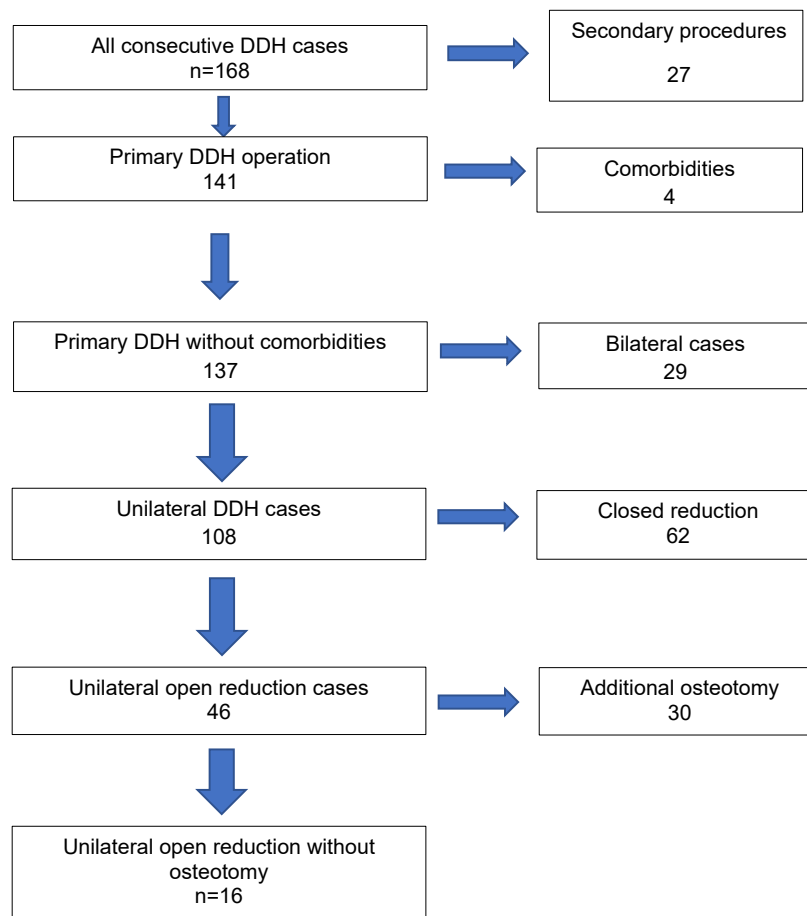 All consecutive DDH cases
n=168
Secondary procedures
27
Primary DDH operation
141
Comorbidities
4
Primary DDH without comorbidities
137
Bilateral cases
29
Unilateral DDH cases
108
Closed reduction
62
Unilateral open reduction cases
46
Additional osteotomy
30
Unilateral open reduction without
osteotomy
n=16